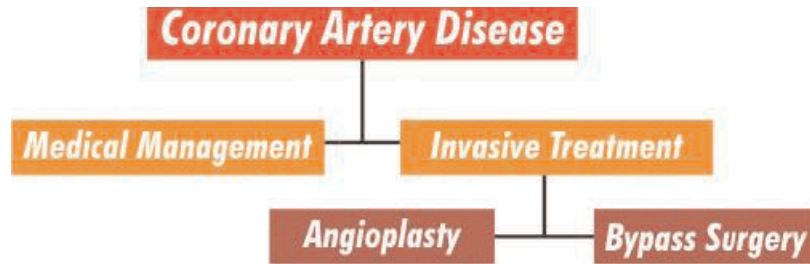 Coronary Artery Disease
Medical Management
Invasive Treatment
Angioplasty
Bypass Surgery